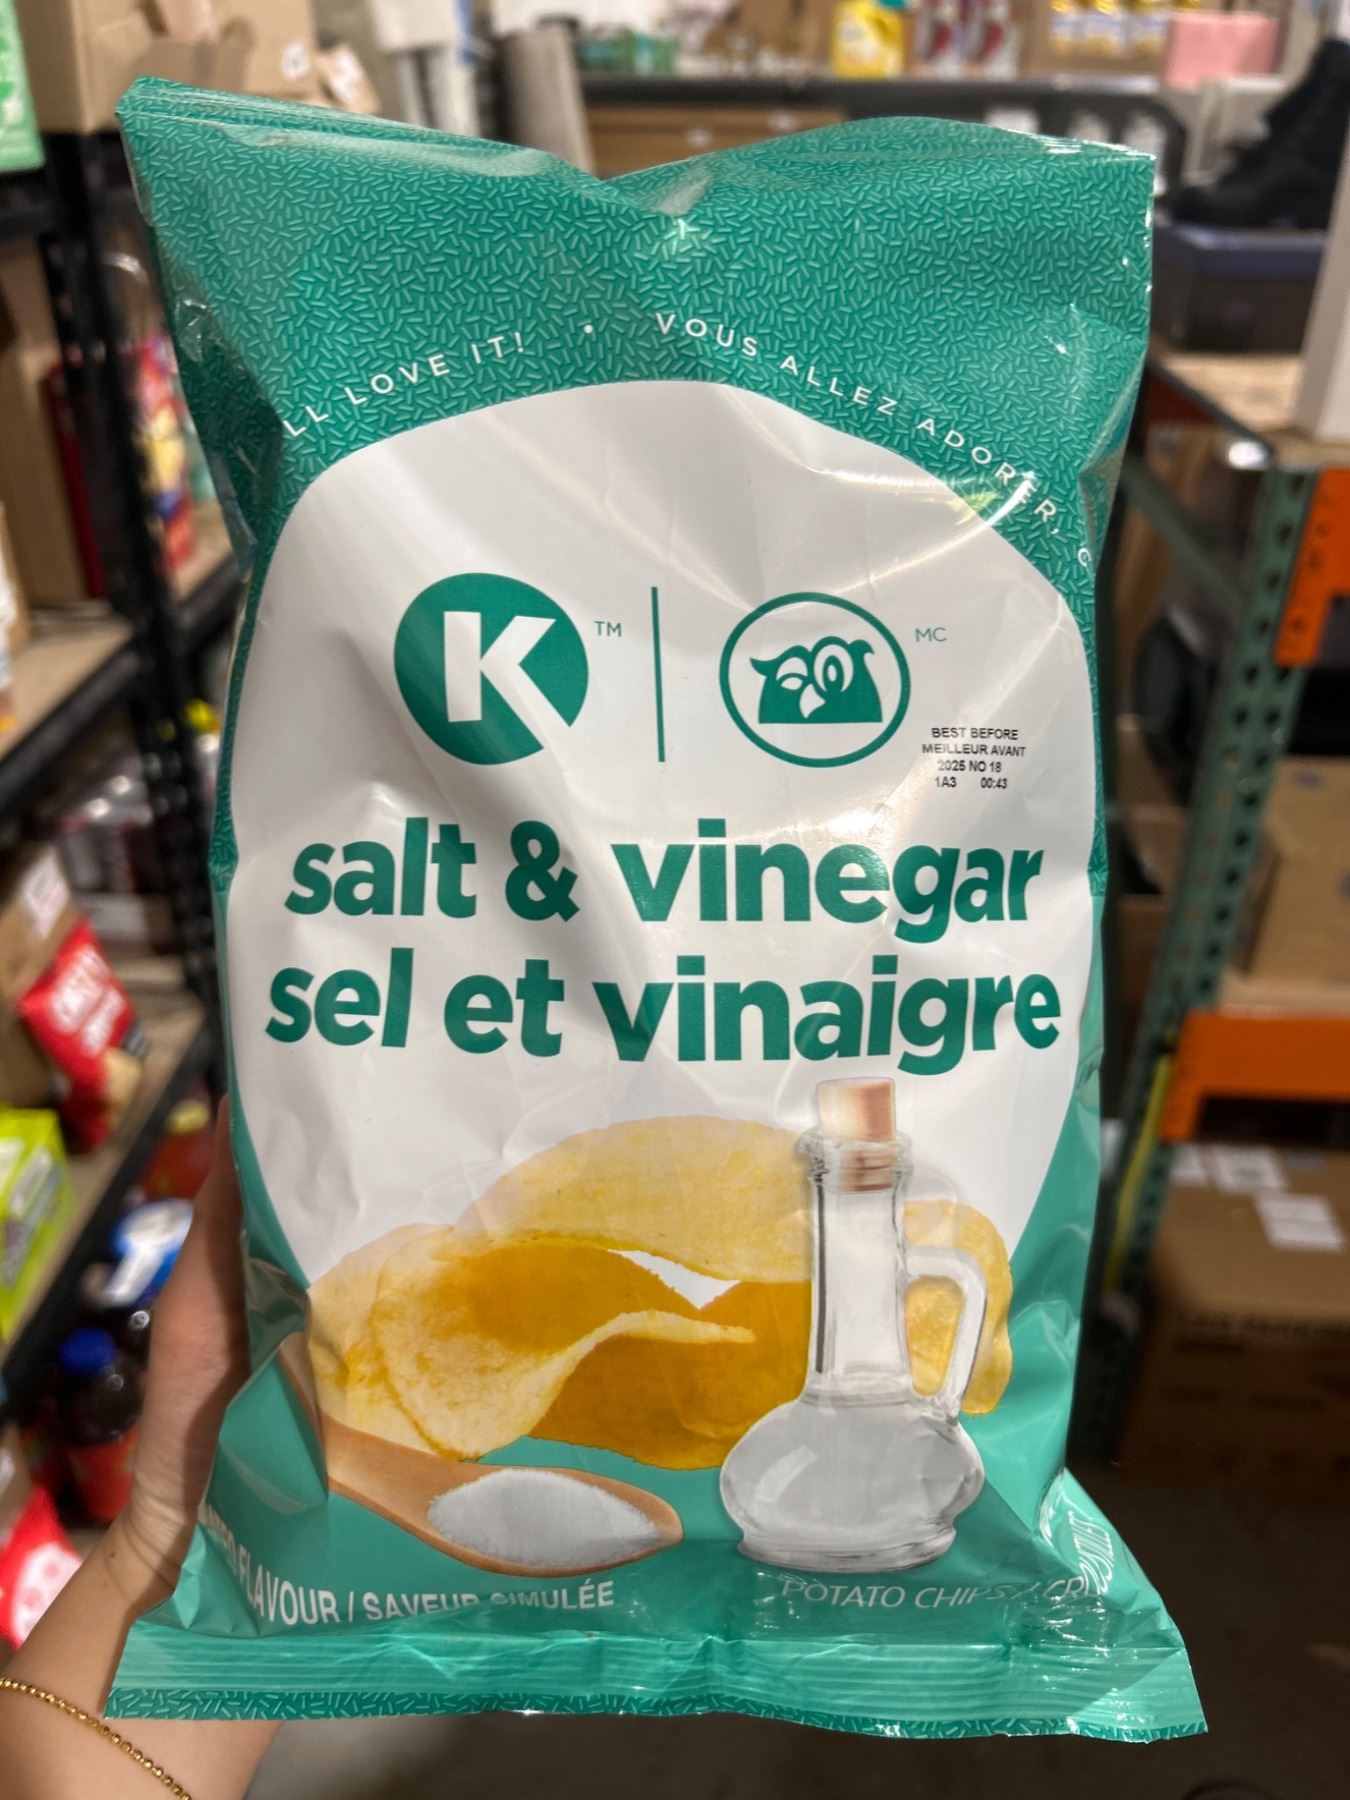 LL LOVE IT! • VOUS ALLEZ ADORER,
K TM MC
BEST BEFORE
MEILLEUR AVANT
2025 NO 18
1A3 00:43
salt & vinegar
sel et vinaigre
FLAVOUR / SAVEUR SIMULÉE
POTATO CHIPS /